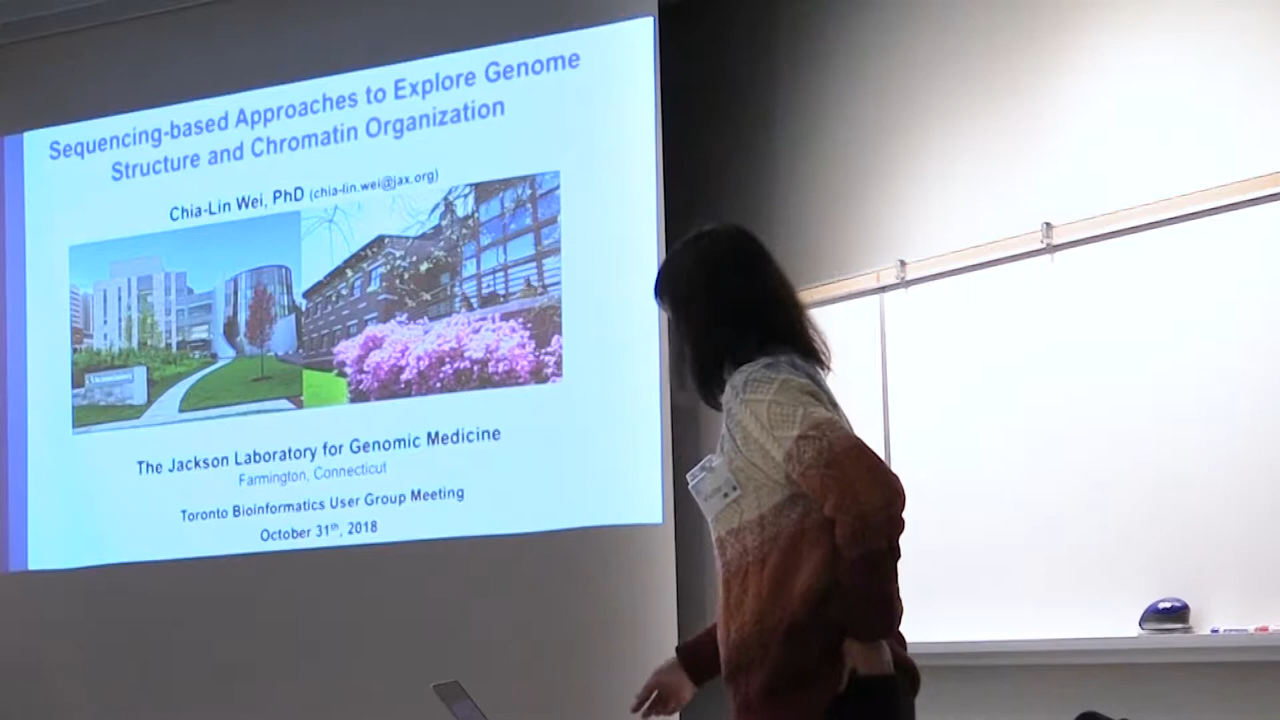 Sequencing-based Approaches to Explore Genome
Structure and Chromatin Organization
Chia-Lin Wei, PhD (chia-lin.wei@jax.org)
The Jackson Laboratory for Genomic Medicine
Farmington, Connecticut
Toronto Bioinformatics User Group Meeting
October 31th, 2018